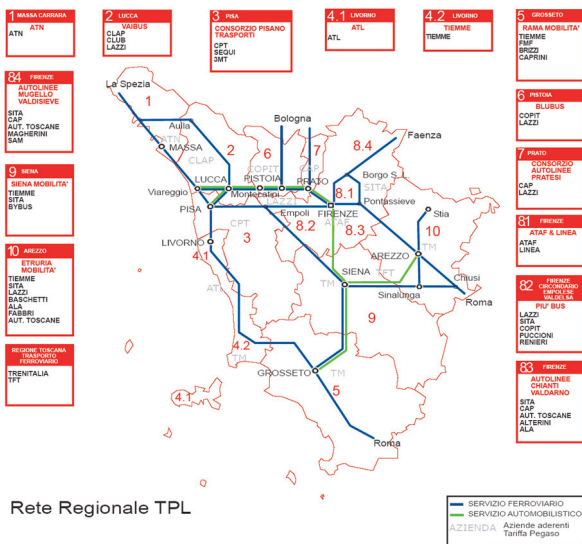 1 MASSA CARRARA
ATN
ATN
2 LUCCA
VAIBUS
CLAP
CLUB
LAZZI
3 PISA
CONSORZIO PISANO
TRASPORTI
CPT
SEQUI
3MT
4.1 LIVORNO
ATL
ATL
4.2 LIVORNO
TIEMME
TIEMME
5 GROSSETO
RAMA MOBILITA'
TIEMME
FMF
BRIZZI
CAPRINI
84 FIRENZE
AUTOLINEE
MUGELLO
VALDISIEVE
SITA
CAP
AUT. TOSCANE
MAGHERINI
SAM
6 PISTOIA
BLUBUS
COPIT
LAZZI
9 SIENA
SIENA MOBILITA'
TIEMME
SITA
BYBUS
7 PRATO
CONSORZIO
AUTOLINEE
PRATESI
CAP
LAZZI
10 AREZZO
ETRURIA
MOBILITA'
TIEMME
SITA
LAZZI
BASCHETTI
ALA
FABBRI
AUT. TOSCANE
81 FIRENZE
ATAF & LINEA
ATAF
LINEA
82 FIRENZE
CIRCONDARIO
EMPOLESE
VALDELSA
PIU' BUS
LAZZI
SITA
COPIT
PUCCIONI
RENIERI
REGIONE TOSCANA
TRASPORTO
FERROVIARIO
TRENITALIA
TFT
83 FIRENZE
AUTOLINEE
CHIANTI
VALDARNO
SITA
CAP
AUT. TOSCANE
ALTERINI
ALA
La Spezia
1
Aulla
Bologna
Faenza
ATN
MASSA
CLAP
2
6
7
8.4
COPIT
PISTOIA
CAP
Borgo S. L.
LUCCA
PRATO
8.1
SITA
Viareggio
Montecatini
LAZZI
Pontassieve
PISA
Empoli
FIRENZE
Stia
CPT
8.2
ATAF
8.3
10
LIVORNO
3
TM
4.1
AREZZO
SIENA
TFT
TM
Chiusi
ATL
Sinalunga
Roma
9
4.2
TM
GROSSETO
TM
4.1
5
Roma
Rete Regionale TPL
SERVIZIO FERROVIARIO
SERVIZIO AUTOMOBILISTICO
AZIENDA Aziende aderenti
Tariffa Pegaso